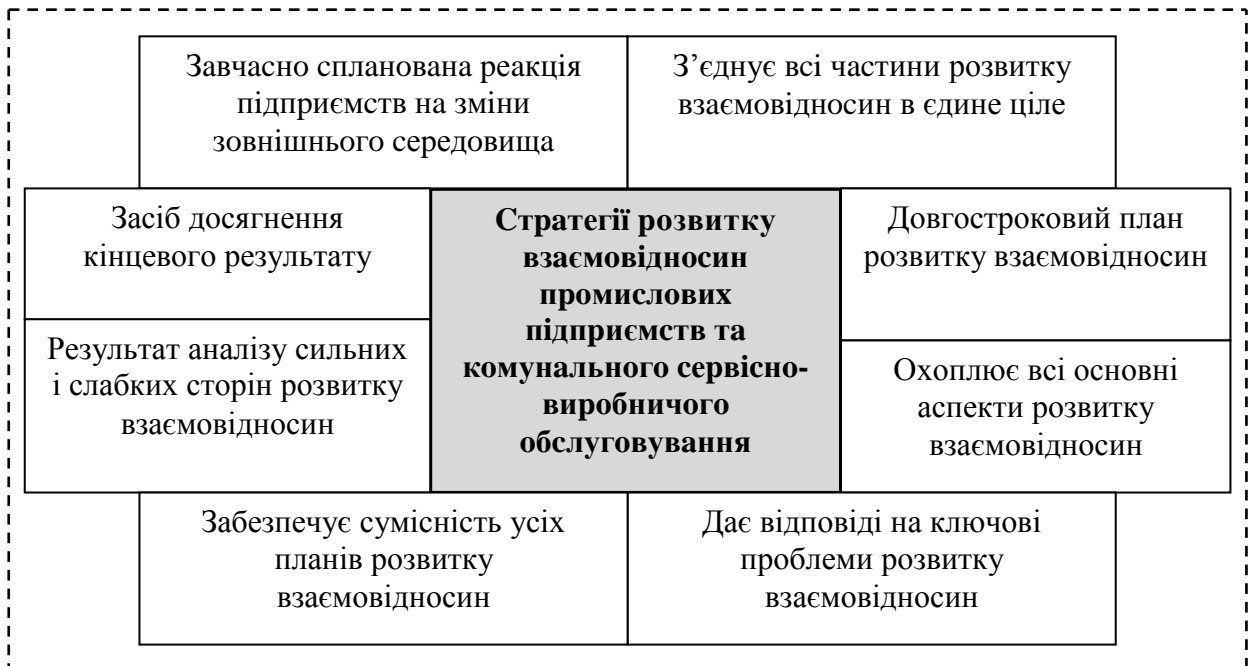 Завчасно спланована реакція
підприємств на зміни
зовнішнього середовища
З’єднує всі частини розвитку
взаємовідносин в єдине ціле
Засіб досягнення
кінцевого результату
Результат аналізу сильних
і слабких сторін розвитку
взаємовідносин
Стратегії розвитку
взаємовідносин
промислових
підприємств та
комунального сервісно-
виробничого
обслуговування
Довгостроковий план
розвитку взаємовідносин
Охоплює всі основні
аспекти розвитку
взаємовідносин
Забезпечує сумісність усіх
планів розвитку
взаємовідносин
Дає відповіді на ключові
проблеми розвитку
взаємовідносин